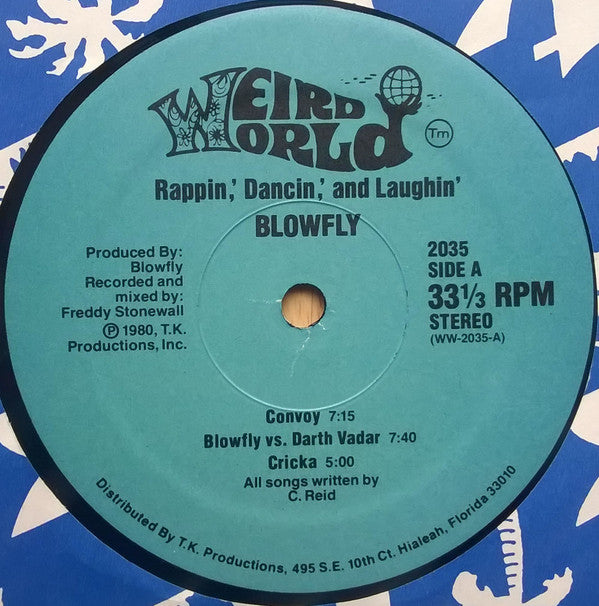 WEIRD
WORLD
Tm
Rappin,' Dancin,' and Laughin'
BLOWFLY
Produced By:
Blowfly
Recorded and
mixed by:
Freddy Stonewall
Ⓟ 1980, T.K.
Productions, Inc.
2035
SIDE A
33⅓ RPM
STEREO
(WW-2035-A)
Convoy 7:15
Blowfly vs. Darth Vadar 7:40
Cricka 5:00
All songs written by
C. Reid
Distributed By T.K. Productions, 495 S.E. 10th Ct. Hialeah, Florida 33010